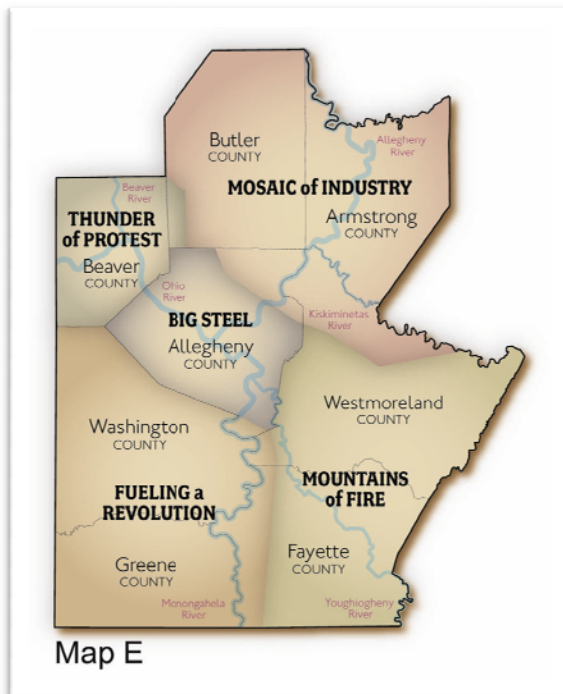 Butler
COUNTY
Allegheny
River
MOSAIC of INDUSTRY
Beaver
River
THUNDER
of PROTEST
Armstrong
COUNTY
Beaver
COUNTY
Ohio
River
Kiskiminetas
River
BIG STEEL
Allegheny
COUNTY
Westmoreland
COUNTY
Washington
COUNTY
FUELING a
REVOLUTION
MOUNTAINS
of FIRE
Greene
COUNTY
Fayette
COUNTY
Monongahela
River
Youghiogheny
River
Map E